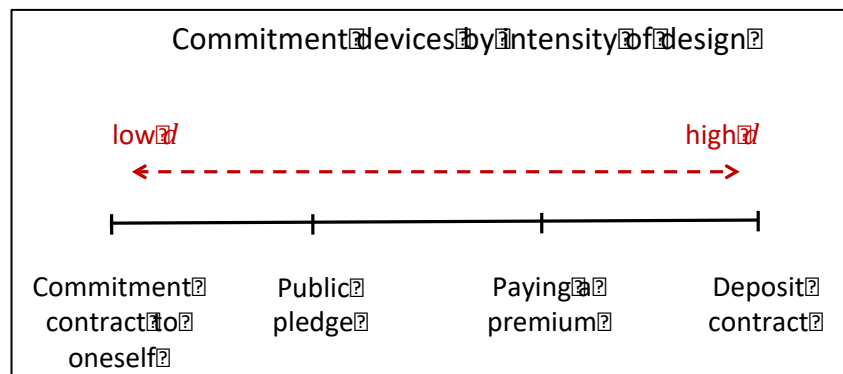 Commitment devices by intensity of design
low d
high d
Commitment
contract to
oneself
Public
pledge
Paying a
premium
Deposit
contract